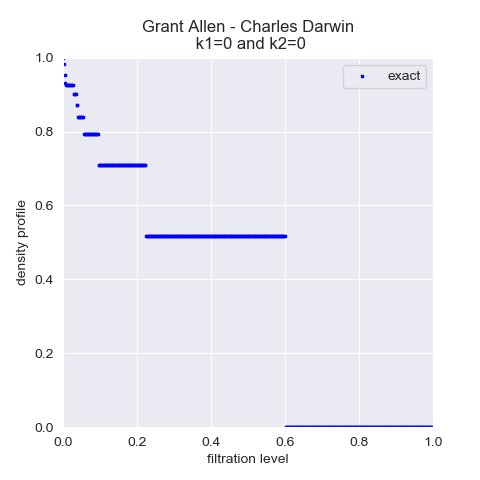 Grant Allen - Charles Darwin
k1=0 and k2=0
exact
density profile
1.0
0.8
0.6
0.4
0.2
0.0
0.0 0.2 0.4 0.6 0.8 1.0
filtration level